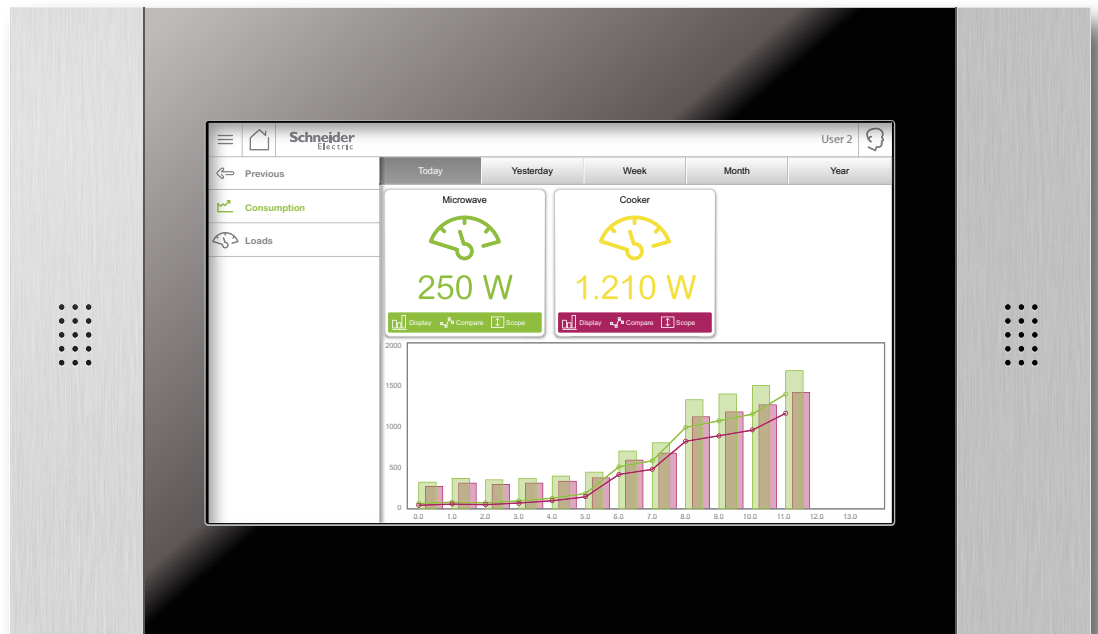 Schneider
Electric
User 2
Previous
Consumption
Loads
Today Yesterday Week Month Year
Microwave
250 W
Display Compare Scope
Cooker
1.210 W
Display Compare Scope
2000
1500
1000
500
0
0.0 1.0 2.0 3.0 4.0 5.0 6.0 7.0 8.0 9.0 10.0 11.0 12.0 13.0